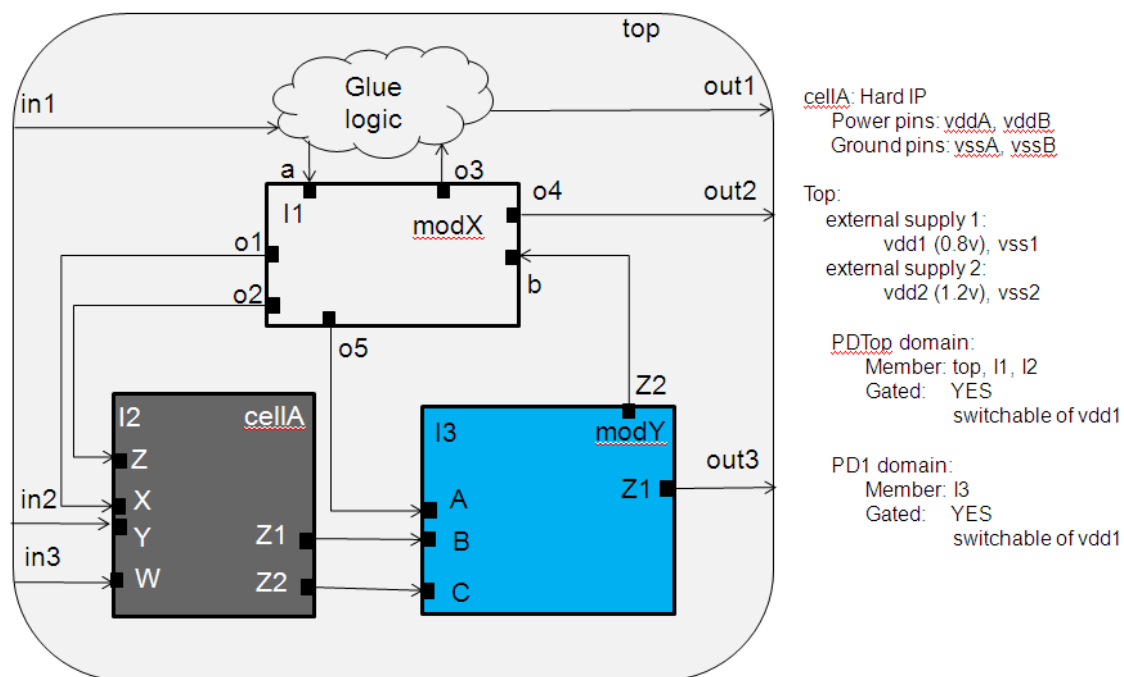 top
in1
Glue
logic
out1
a
o3
I1
modX
o4
out2
o1
o2
b
o5
I2
cellA
Z
X
Y
W
in2
in3
Z1
Z2
Z2
I3
modY
Z1
out3
A
B
C
cellA: Hard IP
Power pins: vddA, vddB
Ground pins: vssA, vssB
Top:
external supply 1:
vdd1 (0.8v), vss1
external supply 2:
vdd2 (1.2v), vss2
PDTop domain:
Member: top, I1, I2
Gated: YES
switchable of vdd1
PD1 domain:
Member: I3
Gated: YES
switchable of vdd1